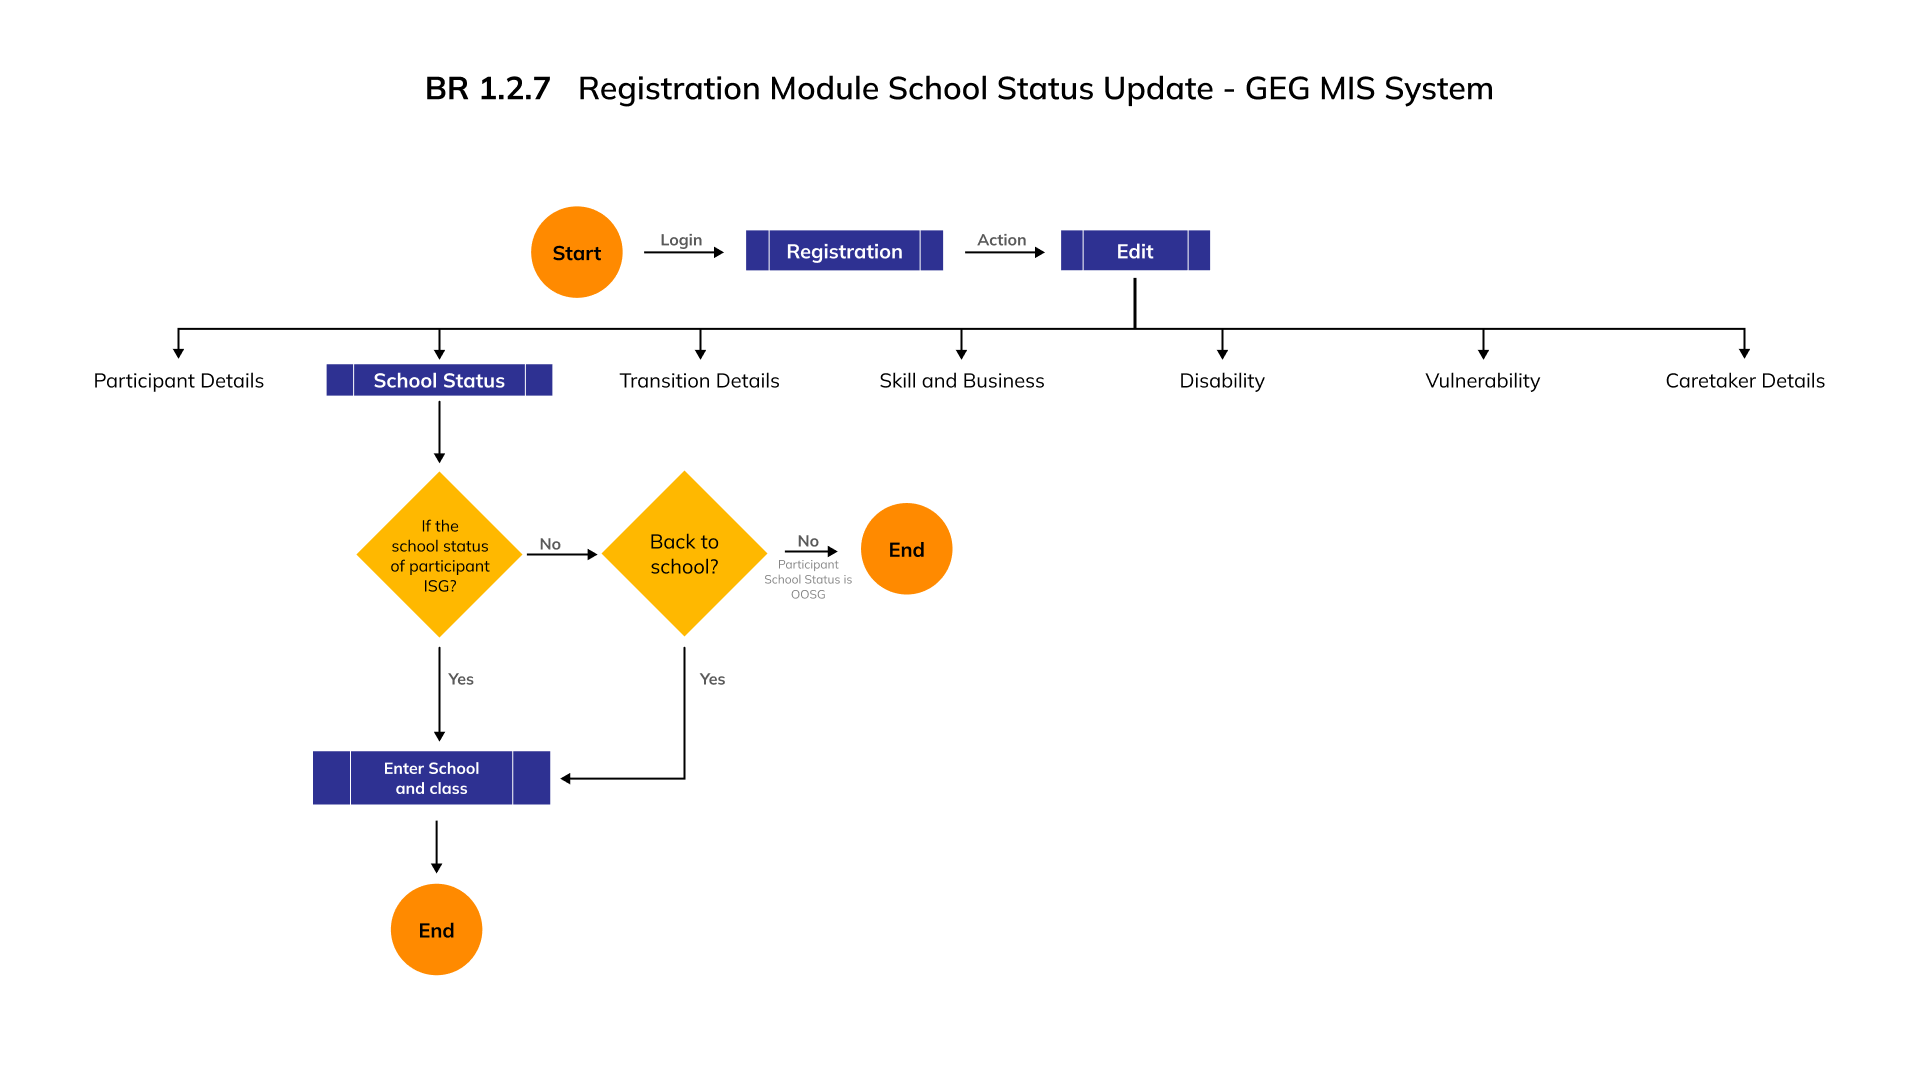 BR 1.2.7 Registration Module School Status Update - GEG MIS System
Start
Login
Registration
Action
Edit
Participant Details
School Status
Transition Details
Skill and Business
Disability
Vulnerability
Caretaker Details
If the
school status
of participant
ISG?
No
Back to
school?
No
Participant
School Status is
OOSG
End
Yes
Yes
Enter School
and class
End